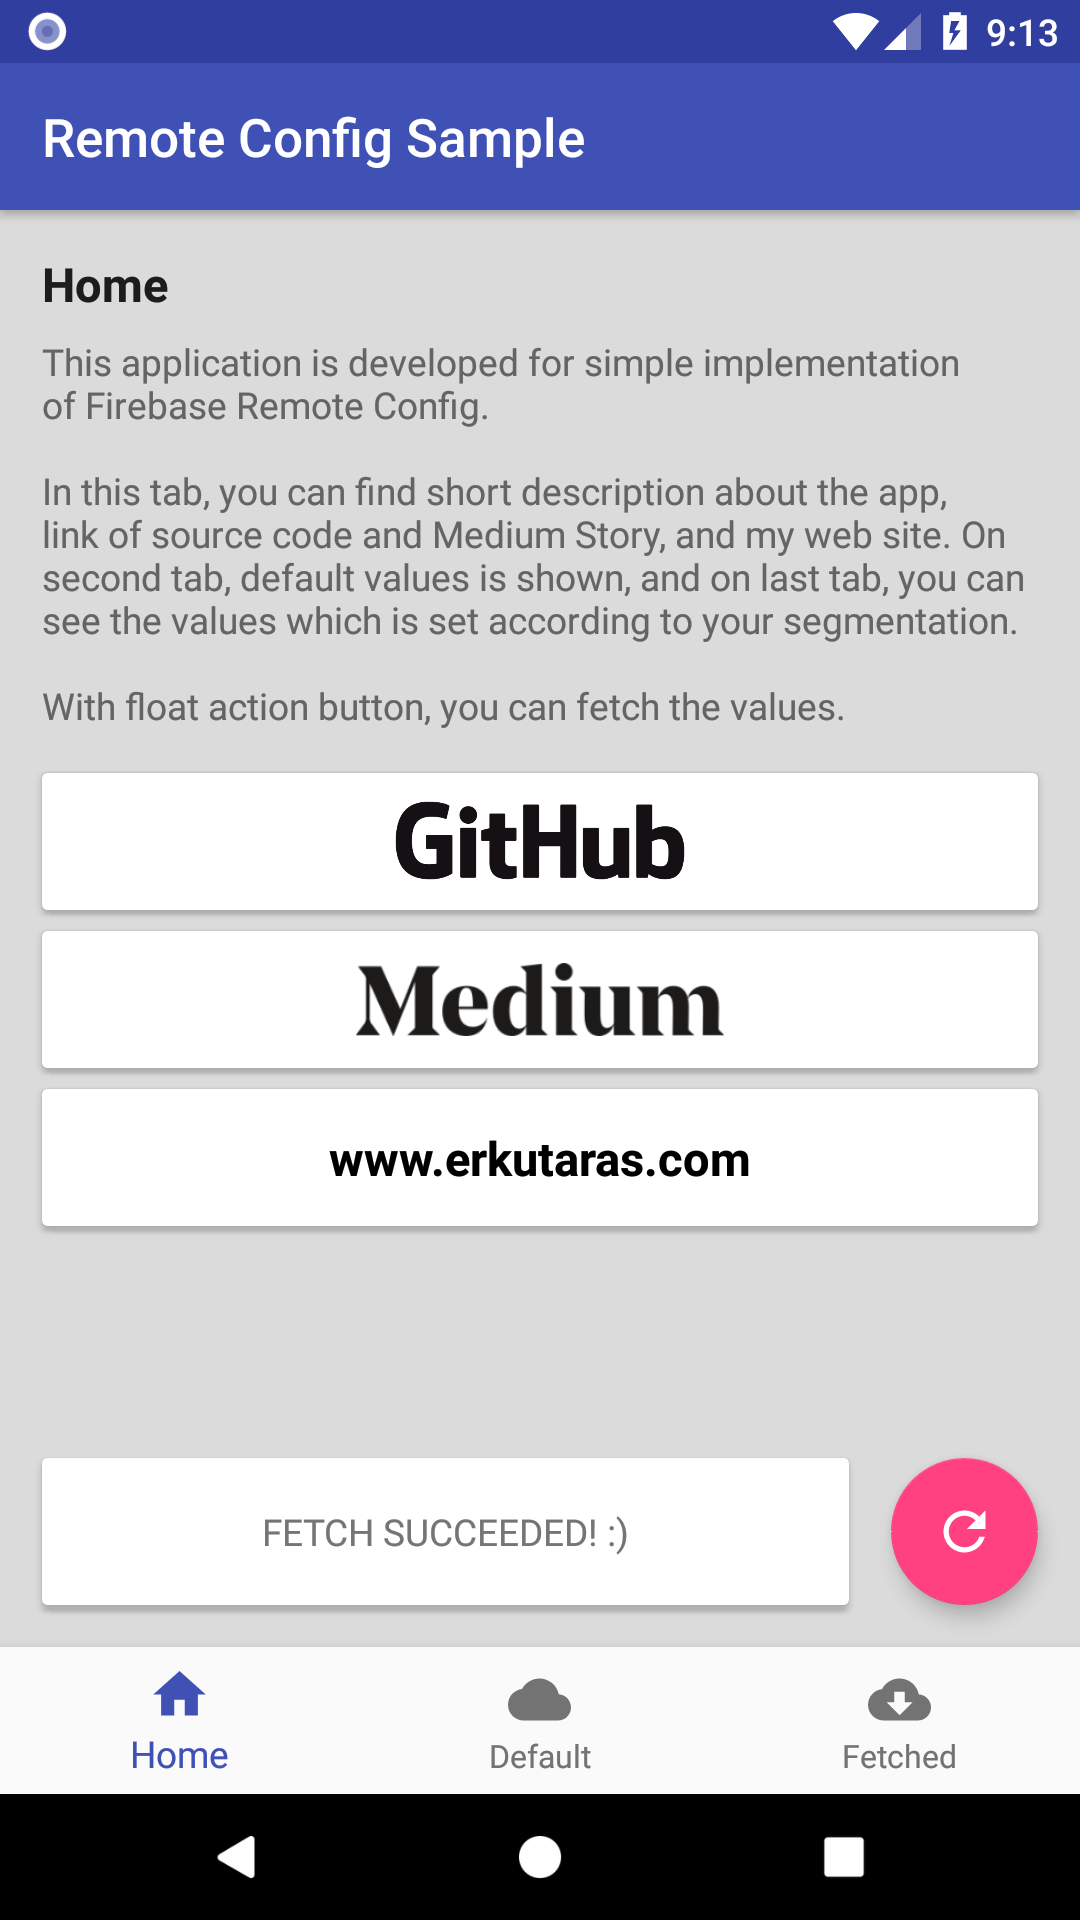 9:13
Remote Config Sample
Home
This application is developed for simple implementation
of Firebase Remote Config.
In this tab, you can find short description about the app,
link of source code and Medium Story, and my web site. On
second tab, default values is shown, and on last tab, you can
see the values which is set according to your segmentation.
With float action button, you can fetch the values.
GitHub
Medium
www.erkutaras.com
FETCH SUCCEEDED! :)
Home
Default
Fetched